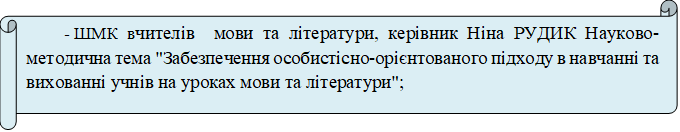 - ШМК вчителів мови та літератури, керівник Ніна РУДИК Науково-
методична тема "Забезпечення особистісно-орієнтованого підходу в навчанні та
вихованні учнів на уроках мови та літератури";